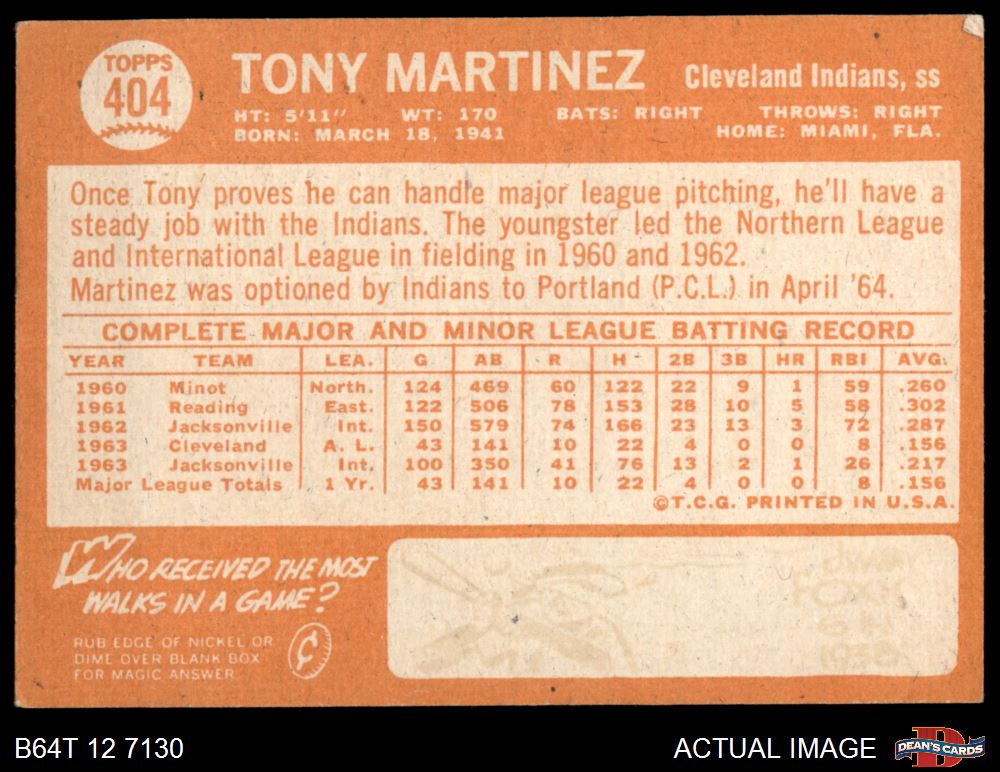 TOPPS
404
TONY MARTINEZ Cleveland Indians, ss
HT: 5'11" WT: 170 BATS: RIGHT THROWS: RIGHT
BORN: MARCH 18, 1941 HOME: MIAMI, FLA.
Once Tony proves he can handle major league pitching, he'll have a
steady job with the Indians. The youngster led the Northern League
and International League in fielding in 1960 and 1962.
Martinez was optioned by Indians to Portland (P.C.L.) in April '64.
COMPLETE MAJOR AND MINOR LEAGUE BATTING RECORD
YEAR TEAM LEA. G AB R H 2B 3B HR RBI AVG.
1960 Minot North. 124 469 60 122 22 9 1 59 .260
1961 Reading East. 122 506 78 153 28 10 5 58 .302
1962 Jacksonville Int. 150 579 74 166 23 13 3 72 .287
1963 Cleveland A. L. 43 141 10 22 4 0 0 8 .156
1963 Jacksonville Int. 100 350 41 76 13 2 1 26 .217
Major League Totals 1 Yr. 43 141 10 22 4 0 0 8 .156
©T.C.G. PRINTED IN U.S.A.
WHO RECEIVED THE MOST
WALKS IN A GAME?
RUB EDGE OF NICKEL OR
DIME OVER BLANK BOX
FOR MAGIC ANSWER
¢
1938
B64T 12 7130 ACTUAL IMAGE DEAN'S CARDS